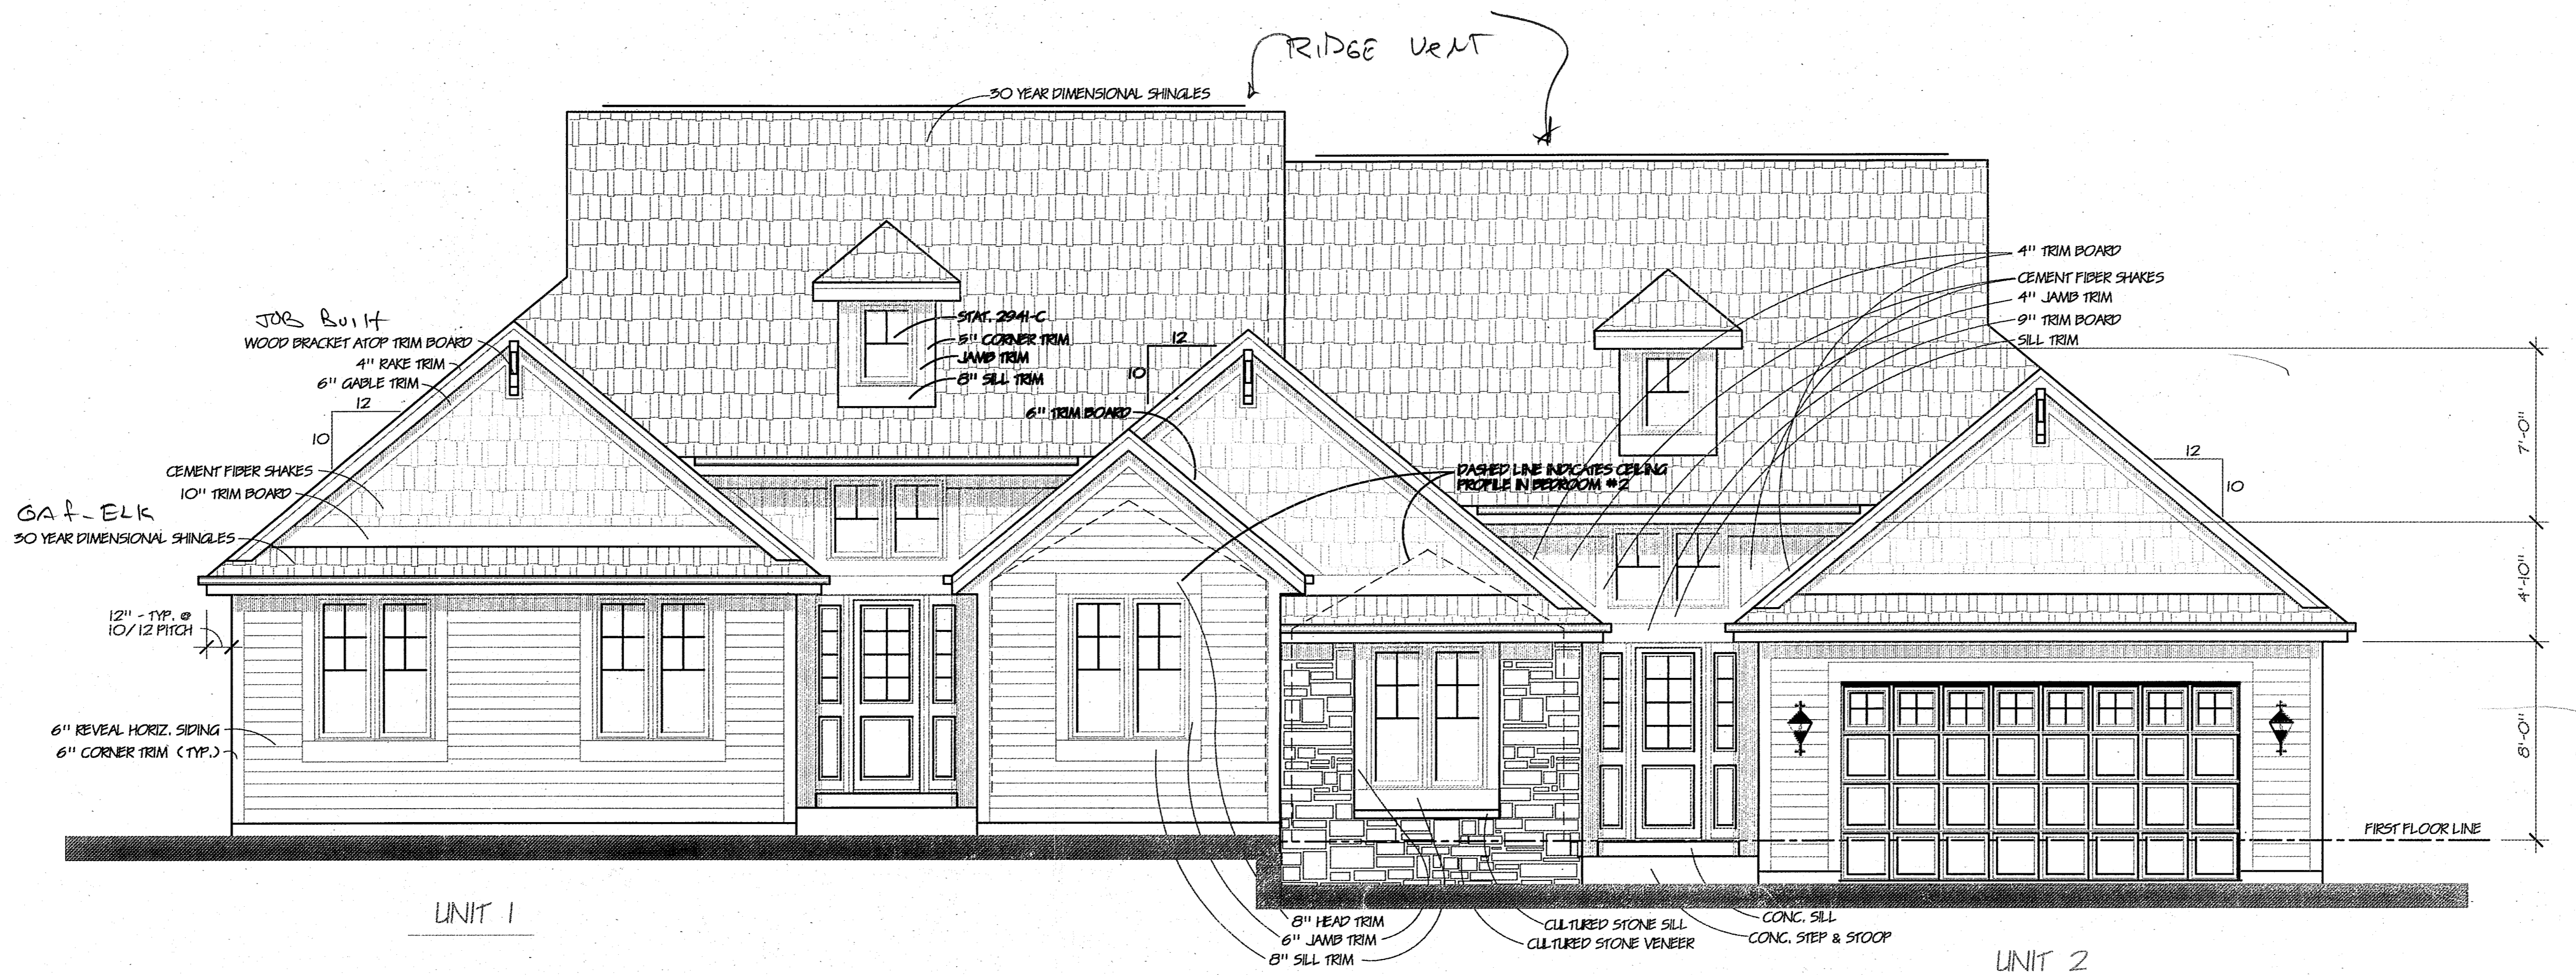 RIDGE VENT
30 YEAR DIMENSIONAL SHINGLES
JOB BUILT
WOOD BRACKET ATOP TRIM BOARD
4" RAKE TRIM
6" GABLE TRIM
12
10
CEMENT FIBER SHAKES
10" TRIM BOARD
GAF-ELK
30 YEAR DIMENSIONAL SHINGLES
12" - TYP. @
10/12 PITCH
6" REVEAL HORIZ. SIDING
6" CORNER TRIM (TYP.)
STAT. 2941-C
5" CORNER TRIM
JAMB TRIM
8" SILL TRIM
12
10
6" TRIM BOARD
DASHED LINE INDICATES CEILING
PROFILE IN BEDROOM #2
4" TRIM BOARD
CEMENT FIBER SHAKES
4" JAMB TRIM
9" TRIM BOARD
SILL TRIM
12
10
7'-0"
4'-10"
8'-0"
FIRST FLOOR LINE
8" HEAD TRIM
6" JAMB TRIM
8" SILL TRIM
CULTURED STONE SILL
CULTURED STONE VENEER
CONC. SILL
CONC. STEP & STOOP
UNIT 1
UNIT 2